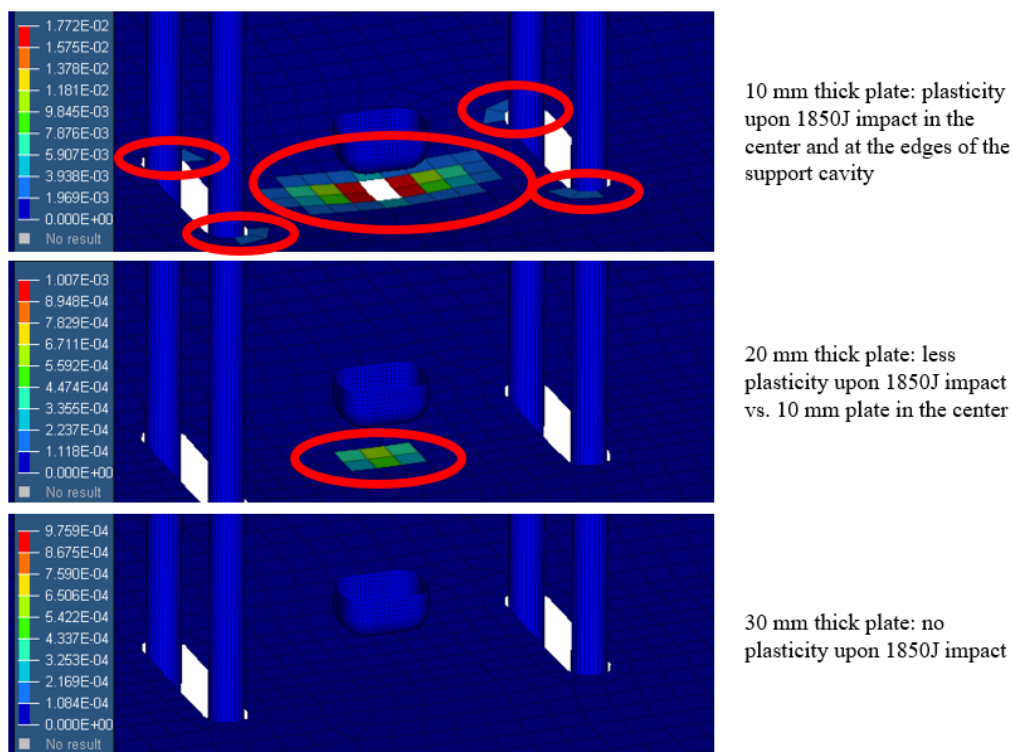 1.772E-02
1.575E-02
1.378E-02
1.181E-02
9.845E-03
7.876E-03
5.907E-03
3.938E-03
1.969E-03
0.000E+00
No result
10 mm thick plate: plasticity
upon 1850J impact in the
center and at the edges of the
support cavity
1.007E-03
8.948E-04
7.829E-04
6.711E-04
5.592E-04
4.474E-04
3.355E-04
2.237E-04
1.118E-04
0.000E+00
No result
20 mm thick plate: less
plasticity upon 1850J impact
vs. 10 mm plate in the center
9.759E-04
8.675E-04
7.590E-04
6.506E-04
5.422E-04
4.337E-04
3.253E-04
2.169E-04
1.084E-04
0.000E+00
No result
30 mm thick plate: no
plasticity upon 1850J impact